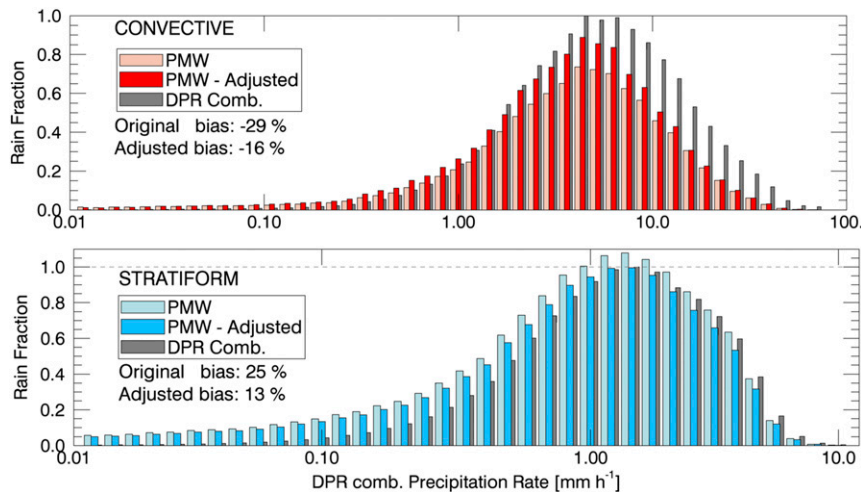 CONVECTIVE
PMW
PMW - Adjusted
DPR Comb.
Original bias: -29 %
Adjusted bias: -16 %
Rain Fraction
1.0
0.8
0.6
0.4
0.2
0.0
0.01 0.10 1.00 10.0 100.
STRATIFORM
PMW
PMW - Adjusted
DPR Comb.
Original bias: 25 %
Adjusted bias: 13 %
Rain Fraction
1.0
0.8
0.6
0.4
0.2
0.0
0.01 0.10 1.00 10.0
DPR comb. Precipitation Rate [mm h⁻¹]